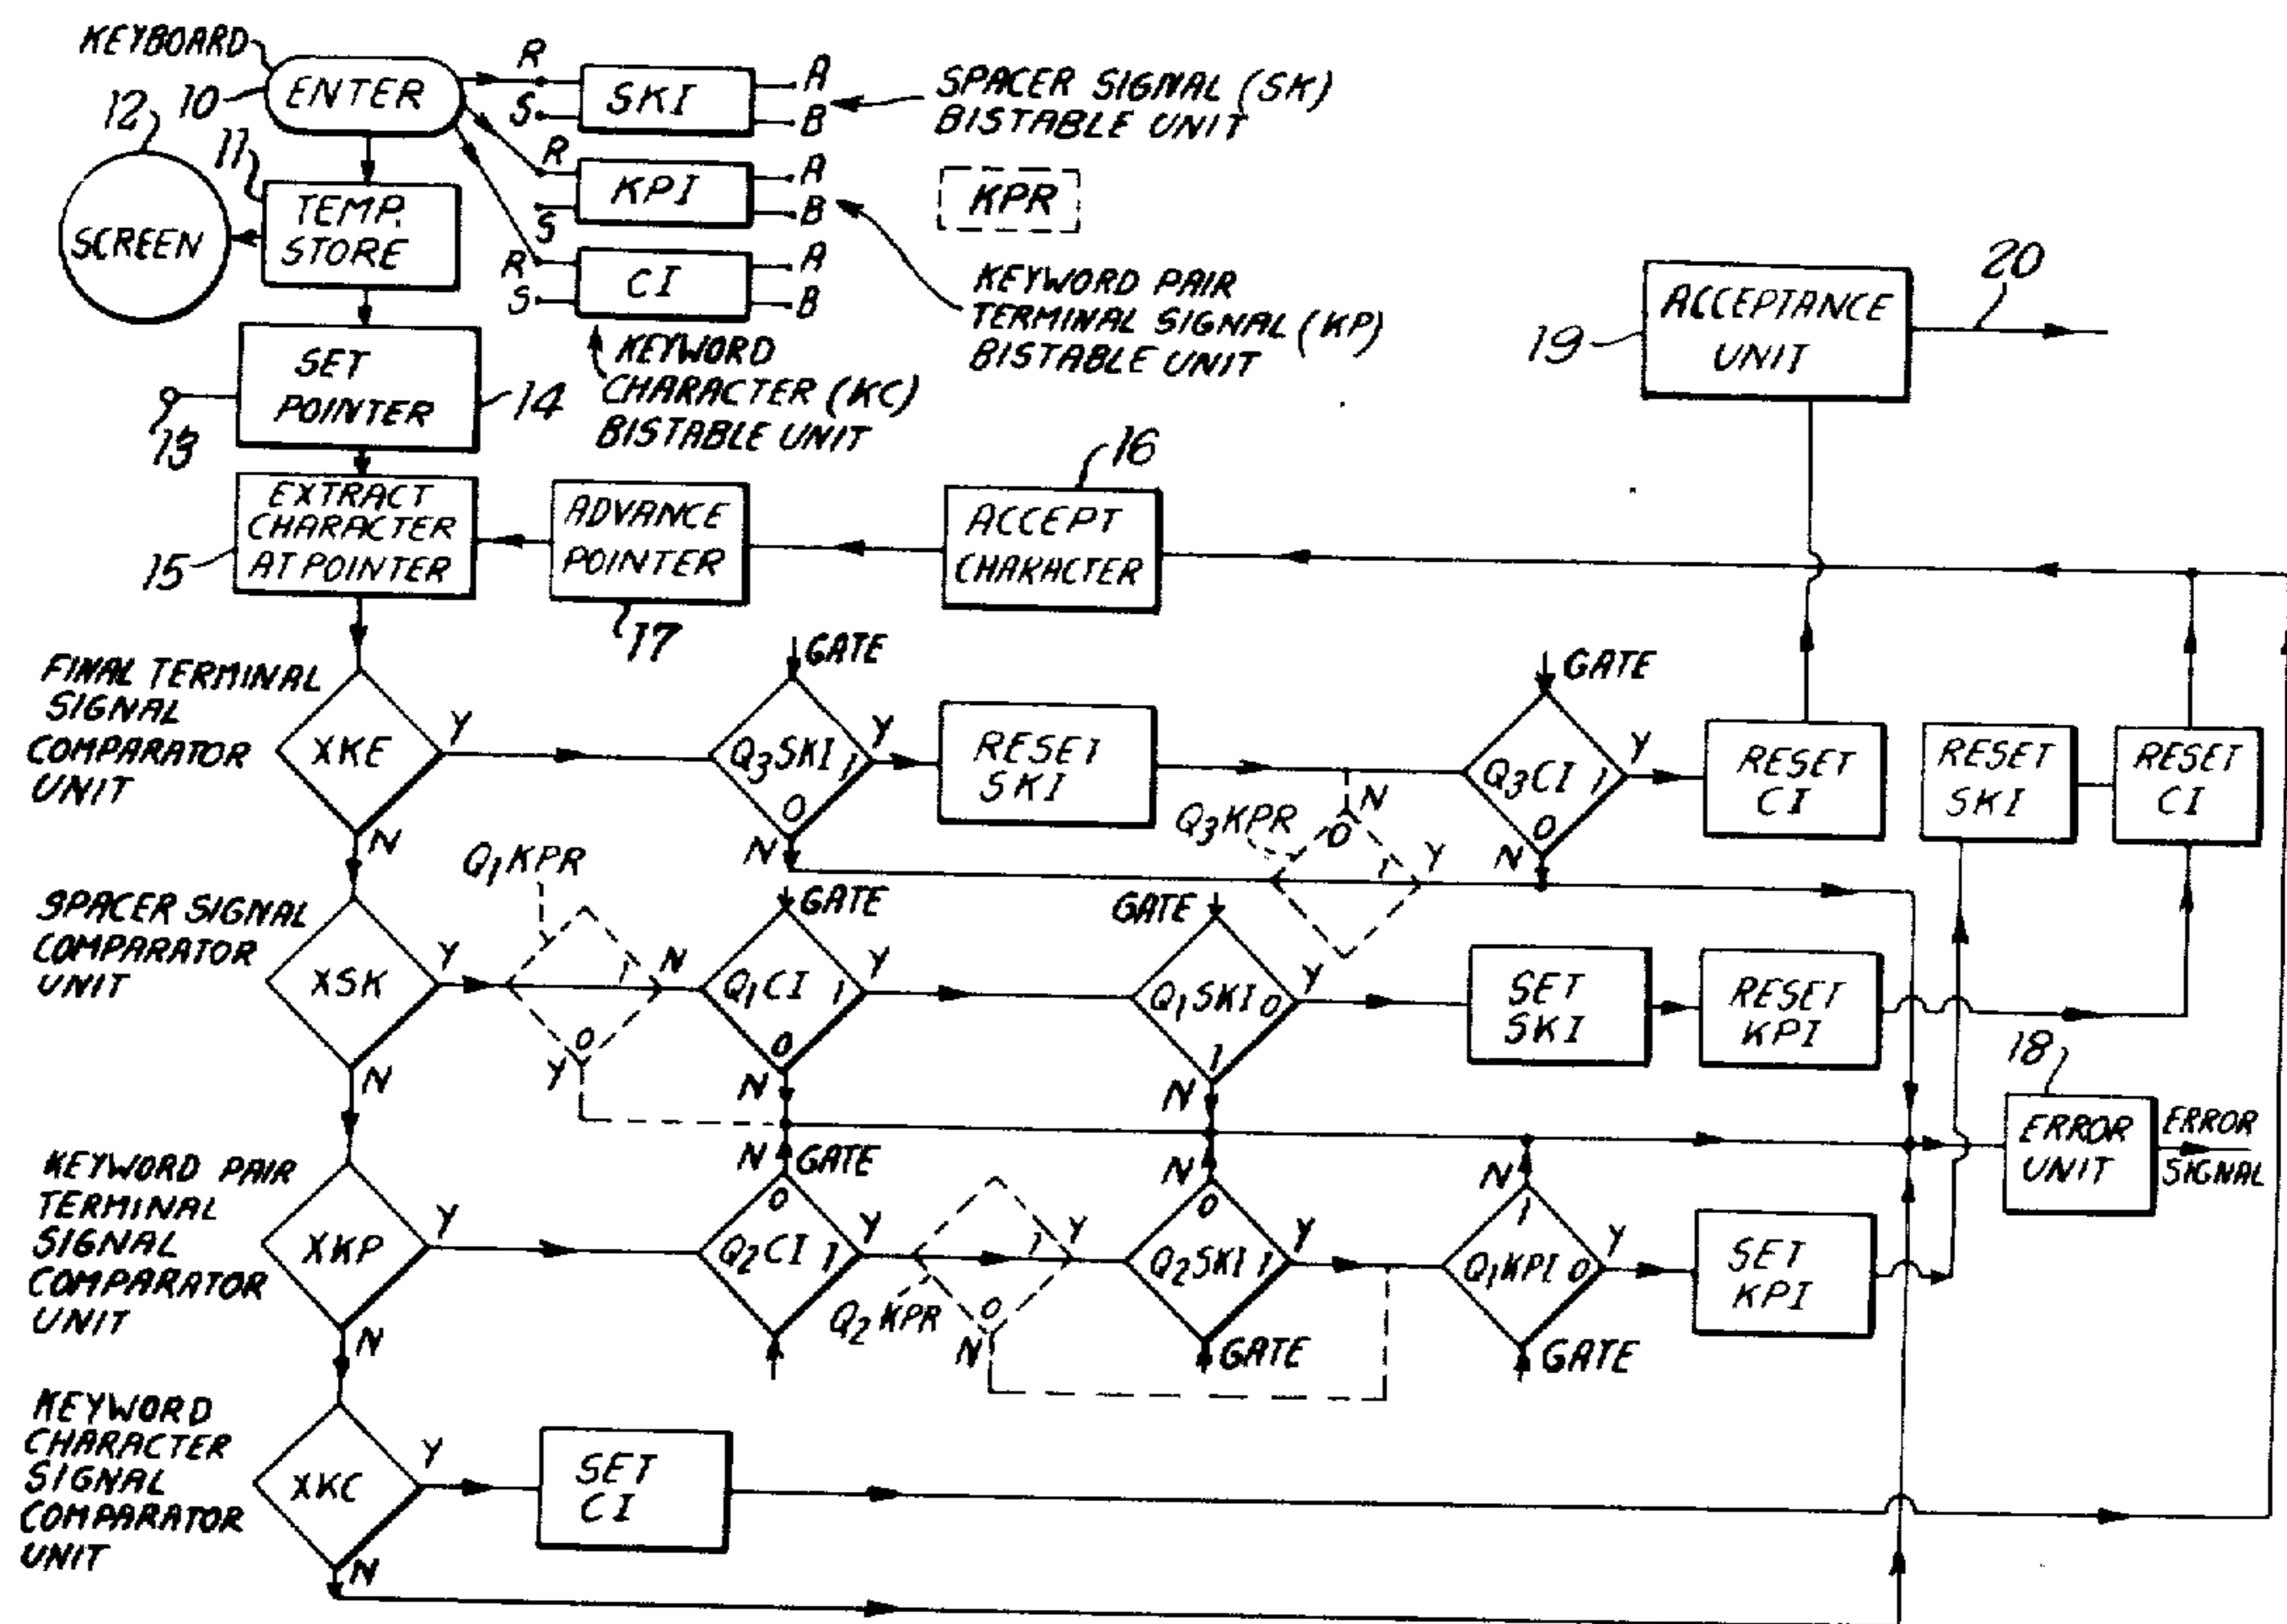 KEYBOARD
10
ENTER
R
S
SKI
A
B
SPACER SIGNAL (SK)
BISTABLE UNIT
12
SCREEN
11
TEMP.
STORE
R
S
KPI
A
B
KPR
KEYWORD PAIR
TERMINAL SIGNAL (KP)
BISTABLE UNIT
R
S
CI
A
B
KEYWORD
CHARACTER (KC)
BISTABLE UNIT
13
SET
POINTER
14
19
ACCEPTANCE
UNIT
20
15
EXTRACT
CHARACTER
AT POINTER
ADVANCE
POINTER
17
16
ACCEPT
CHARACTER
FINAL TERMINAL
SIGNAL
COMPARATOR
UNIT
XKE
Y
N
GATE
Q3SKI 1
0
Y
N
RESET
SKI
Q3KPR
N
0
1
Y
GATE
Q3CI 1
0
Y
N
RESET
CI
RESET
SKI
RESET
CI
SPACER SIGNAL
COMPARATOR
UNIT
XSK
Y
N
Q1KPR
1
N
0
Y
GATE
Q1CI 1
0
Y
N
GATE
Q1SKI 0
1
Y
N
SET
SKI
RESET
KPI
18
ERROR
UNIT
ERROR
SIGNAL
KEYWORD PAIR
TERMINAL
SIGNAL
COMPARATOR
UNIT
XKP
Y
N
N
GATE
0
Q2CI 1
Y
Q2KPR
1
Y
0
N
N
0
Q2SKI 1
Y
GATE
N
1
Q1KPI 0
Y
GATE
SET
KPI
KEYWORD
CHARACTER
SIGNAL
COMPARATOR
UNIT
XKC
Y
N
SET
CI